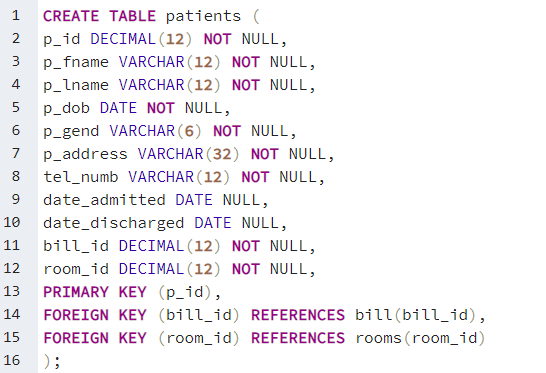 1 CREATE TABLE patients (
2 p_id DECIMAL(12) NOT NULL,
3 p_fname VARCHAR(12) NOT NULL,
4 p_lname VARCHAR(12) NOT NULL,
5 p_dob DATE NOT NULL,
6 p_gend VARCHAR(6) NOT NULL,
7 p_address VARCHAR(32) NOT NULL,
8 tel_numb VARCHAR(12) NOT NULL,
9 date_admitted DATE NULL,
10 date_discharged DATE NULL,
11 bill_id DECIMAL(12) NOT NULL,
12 room_id DECIMAL(12) NOT NULL,
13 PRIMARY KEY (p_id),
14 FOREIGN KEY (bill_id) REFERENCES bill(bill_id),
15 FOREIGN KEY (room_id) REFERENCES rooms(room_id)
16 );